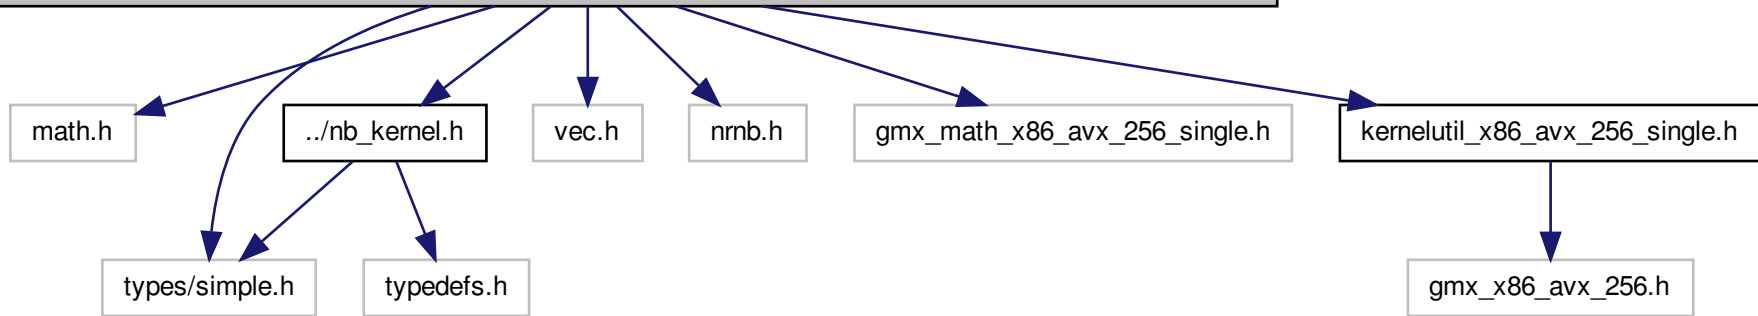 math.h
../nb_kernel.h
vec.h
nrnb.h
gmx_math_x86_avx_256_single.h
kernelutil_x86_avx_256_single.h
types/simple.h
typedefs.h
gmx_x86_avx_256.h